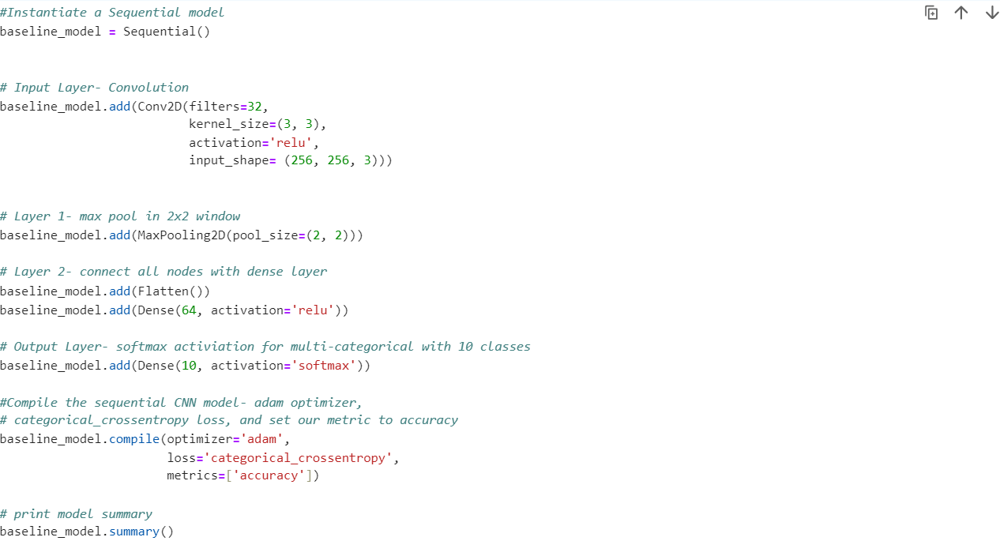 #Instantiate a Sequential model
baseline_model = Sequential()
# Input Layer- Convolution
baseline_model.add(Conv2D(filters=32,
kernel_size=(3, 3),
activation='relu',
input_shape= (256, 256, 3)))
# Layer 1- max pool in 2x2 window
baseline_model.add(MaxPooling2D(pool_size=(2, 2)))
# Layer 2- connect all nodes with dense layer
baseline_model.add(Flatten())
baseline_model.add(Dense(64, activation='relu'))
# Output Layer- softmax activiation for multi-categorical with 10 classes
baseline_model.add(Dense(10, activation='softmax'))
#Compile the sequential CNN model- adam optimizer,
# categorical_crossentropy loss, and set our metric to accuracy
baseline_model.compile(optimizer='adam',
loss='categorical_crossentropy',
metrics=['accuracy'])
# print model summary
baseline_model.summary()